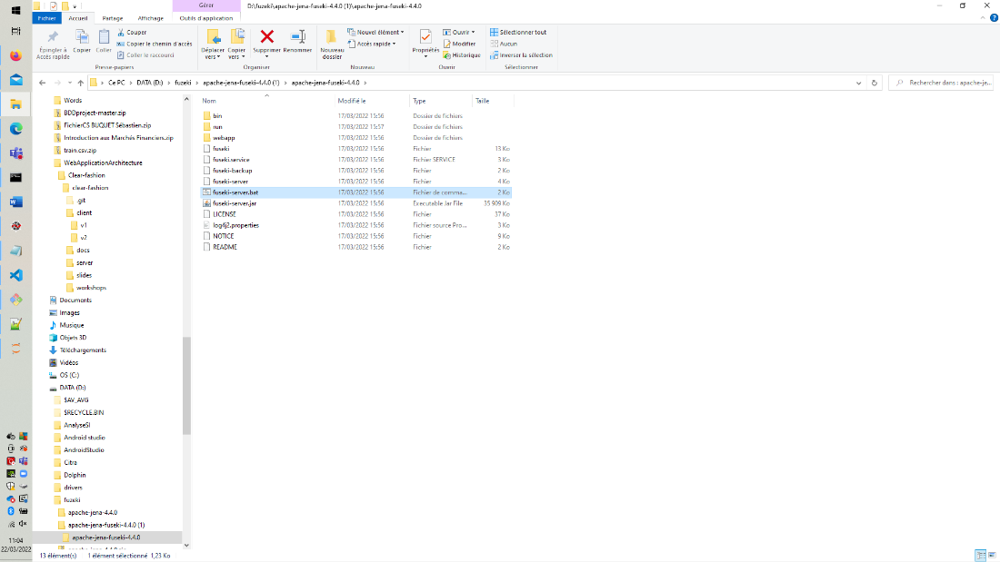 Gérer
D:\fuzeki\apache-jena-fuseki-4.4.0 (1)\apache-jena-fuseki-4.4.0
Fichier
Accueil
Partage
Affichage
Outils d'application
Épingler à
Accès rapide
Copier
Coller
Couper
Copier le chemin d'accès
Coller le raccourci
Presse-papiers
Déplacer
vers
Copier
vers
Supprimer
Renommer
Organiser
Nouveau
dossier
Nouvel élément
Accès rapide
Nouveau
Propriétés
Ouvrir
Modifier
Historique
Ouvrir
Sélectionner tout
Aucun
Inverser la sélection
Sélectionner
Ce PC > DATA (D:) > fuzeki > apache-jena-fuseki-4.4.0 (1) > apache-jena-fuseki-4.4.0 >
Rechercher dans : apache-je...
Words
BDDproject-master.zip
FichierCS BUQUET Sébastien.zip
Introduction aux Marchés Financiers.zip
train.csv.zip
WebApplicationArchitecture
Clear-fashion
clear-fashion
.git
client
v1
v2
docs
server
slides
workshops
Documents
Images
Musique
Objets 3D
Téléchargements
Vidéos
OS (C:)
DATA (D:)
$AV_AVG
$RECYCLE.BIN
AnalyseSI
Android studio
AndroidStudio
Citra
Dolphin
drivers
fuzeki
apache-jena-4.4.0
apache-jena-fuseki-4.4.0 (1)
apache-jena-fuseki-4.4.0
Nom Modifié le Type Taille
bin 17/03/2022 15:56 Dossier de fichiers
run 17/03/2022 15:57 Dossier de fichiers
webapp 17/03/2022 15:56 Dossier de fichiers
fuseki 17/03/2022 15:56 Fichier 13 Ko
fuseki.service 17/03/2022 15:56 Fichier SERVICE 3 Ko
fuseki-backup 17/03/2022 15:56 Fichier 2 Ko
fuseki-server 17/03/2022 15:56 Fichier 4 Ko
fuseki-server.bat 17/03/2022 15:56 Fichier de comma... 2 Ko
fuseki-server.jar 17/03/2022 15:56 Executable Jar File 35 909 Ko
LICENSE 17/03/2022 15:56 Fichier 37 Ko
log4j2.properties 17/03/2022 15:56 Fichier source Pro... 3 Ko
NOTICE 17/03/2022 15:56 Fichier 9 Ko
README 17/03/2022 15:56 Fichier 2 Ko
11:04
22/03/2022
13 élément(s) 1 élément sélectionné 1,23 Ko